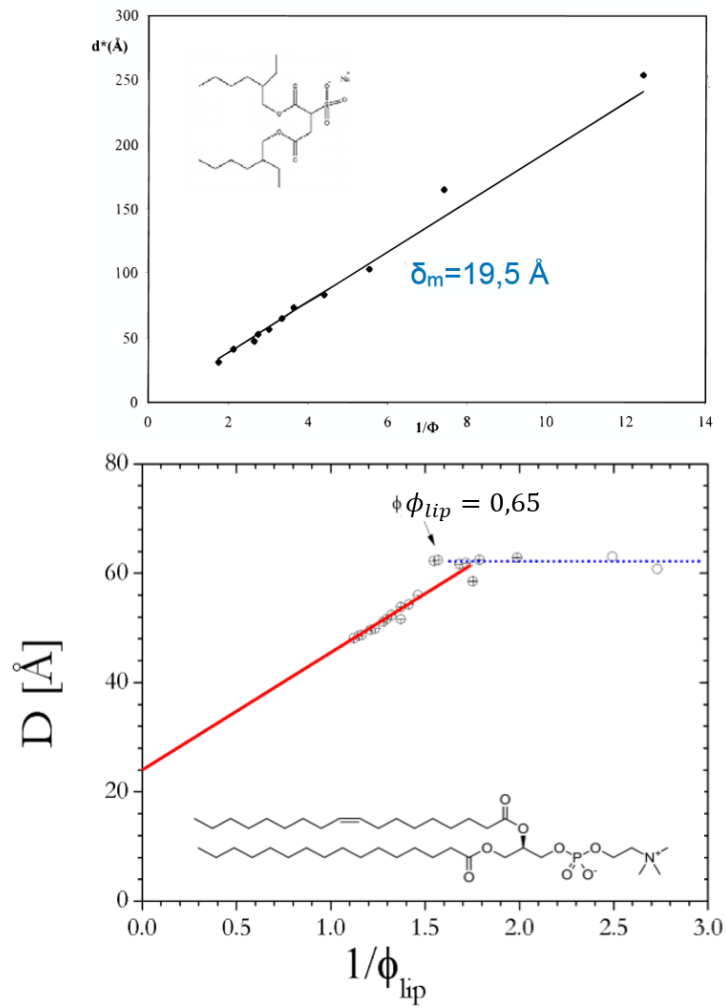 300
d*(Å)
250
200
150
100
50
0
δm=19,5 Å
0 2 4 6 8 10 12 14
1/Φ
80
60
40
20
0
D [Å]
ϕ ϕlip = 0,65
O
O
O
O
P
O
O
O-
N+
0.0 0.5 1.0 1.5 2.0 2.5 3.0
1/ϕlip